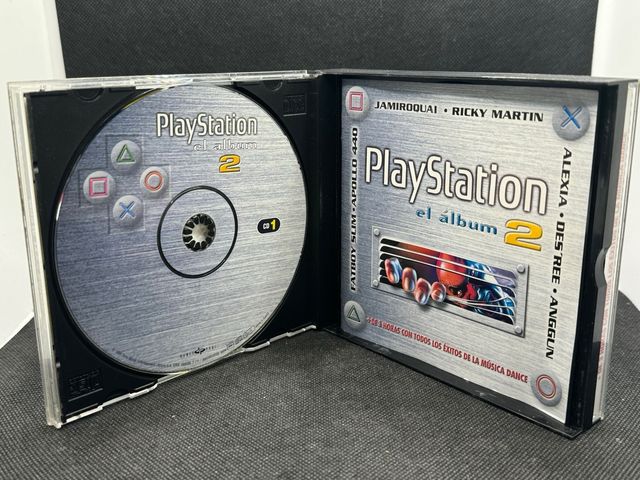 PlayStation
el álbum
2
CD 1
JAMIROQUAI · RICKY MARTIN
ALEXIA · DES'REE · ANGGUN
FATBOY SLIM · APOLLO 440
PlayStation
el álbum 2
+ DE 3 HORAS CON TODOS LOS ÉXITOS DE LA MÚSICA DANCE